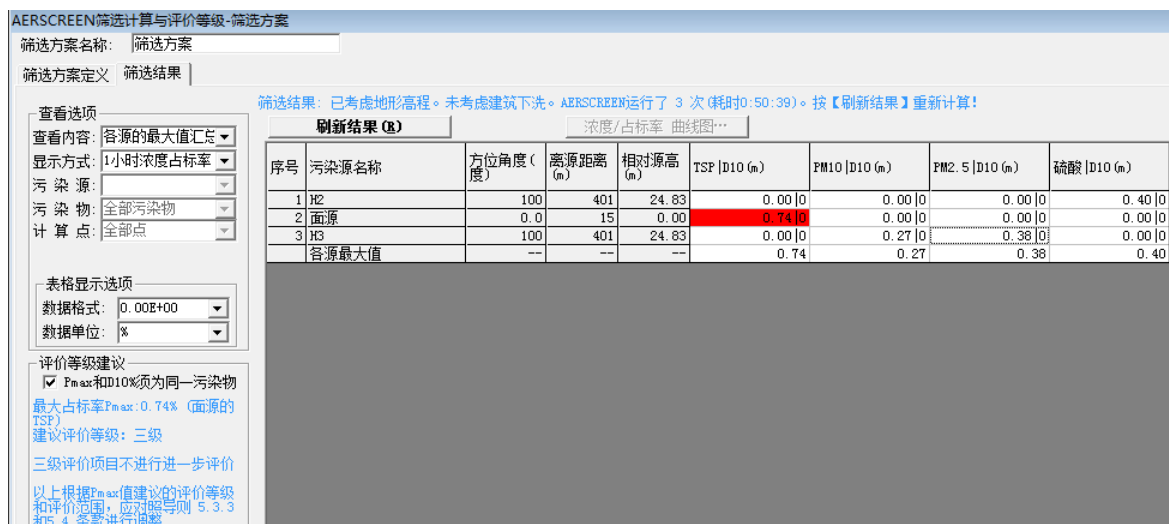 AERSCREEN筛选计算与评价等级-筛选方案
筛选方案名称: 筛选方案
筛选方案定义 筛选结果
查看选项
查看内容: 各源的最大值汇总
显示方式: 1小时浓度占标率
污 染 源:
污 染 物: 全部污染物
计 算 点: 全部点
表格显示选项
数据格式: 0.00E+00
数据单位: %
评价等级建议
Pmax和D10%须为同一污染物
最大占标率Pmax:0.74% (面源的
TSP)
建议评价等级: 三级
三级评价项目不进行进一步评价
以上根据Pmax值建议的评价等级
和评价范围,应对照导则 5.3.3
和5.4 条款进行调整
筛选结果: 已考虑地形高程。未考虑建筑下洗。AERSCREEN运行了 3 次(耗时0:50:39)。按【刷新结果】重新计算!
刷新结果(R) 浓度/占标率 曲线图…
序号 污染源名称 方位角度(度) 离源距离(m) 相对源高(m) TSP|D10(m) PM10|D10(m) PM2.5|D10(m) 硫酸|D10(m)
1 H2 100 401 24.83 0.00|0 0.00|0 0.00|0 0.40|0
2 面源 0.0 15 0.00 0.74|0 0.00|0 0.00|0 0.00|0
3 H3 100 401 24.83 0.00|0 0.27|0 0.38|0 0.00|0
各源最大值 -- -- -- 0.74 0.27 0.38 0.40